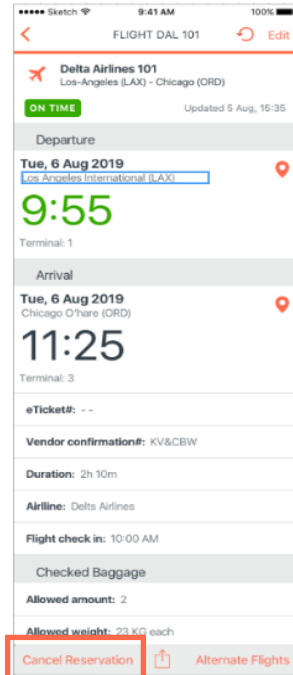 Sketch 9:41 AM 100%
FLIGHT DAL 101 Edit
Delta Airlines 101
Los-Angeles (LAX) - Chicago (ORD)
ON TIME Updated 5 Aug, 15:35
Departure
Tue, 6 Aug 2019
Los Angeles International (LAX)
9:55
Terminal: 1
Arrival
Tue, 6 Aug 2019
Chicago O'hare (ORD)
11:25
Terminal: 3
eTicket#: - -
Vendor confirmation#: KV&CBW
Duration: 2h 10m
Airlline: Delts Airlines
Flight check in: 10:00 AM
Checked Baggage
Allowed amount: 2
Allowed weight: 23 KG each
Cancel Reservation Alternate Flights